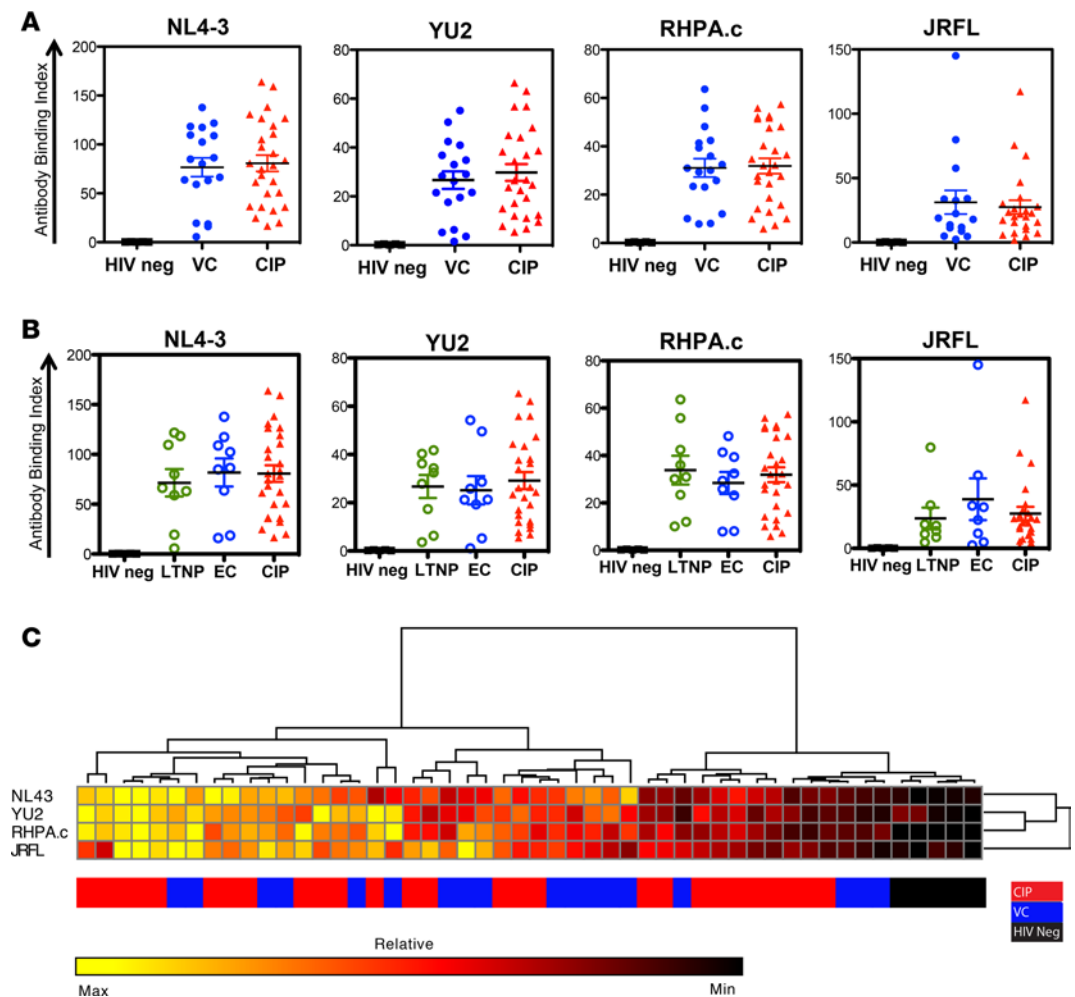 A
NL4-3
YU2
RHPA.c
JRFL
Antibody Binding Index
200
150
100
50
0
HIV neg VC CIP
80
60
40
20
0
HIV neg VC CIP
60
40
20
0
HIV neg VC CIP
150
100
50
0
HIV neg VC CIP
B
NL4-3
YU2
RHPA.c
JRFL
Antibody Binding Index
200
150
100
50
0
HIV neg LTNP EC CIP
80
60
40
20
0
HIV neg LTNP EC CIP
80
60
40
20
0
HIV neg LTNP EC CIP
150
100
50
0
HIV neg LTNP EC CIP
C
NL43
YU2
RHPA.c
JRFL
CIP
VC
HIV Neg
Relative
Max Min